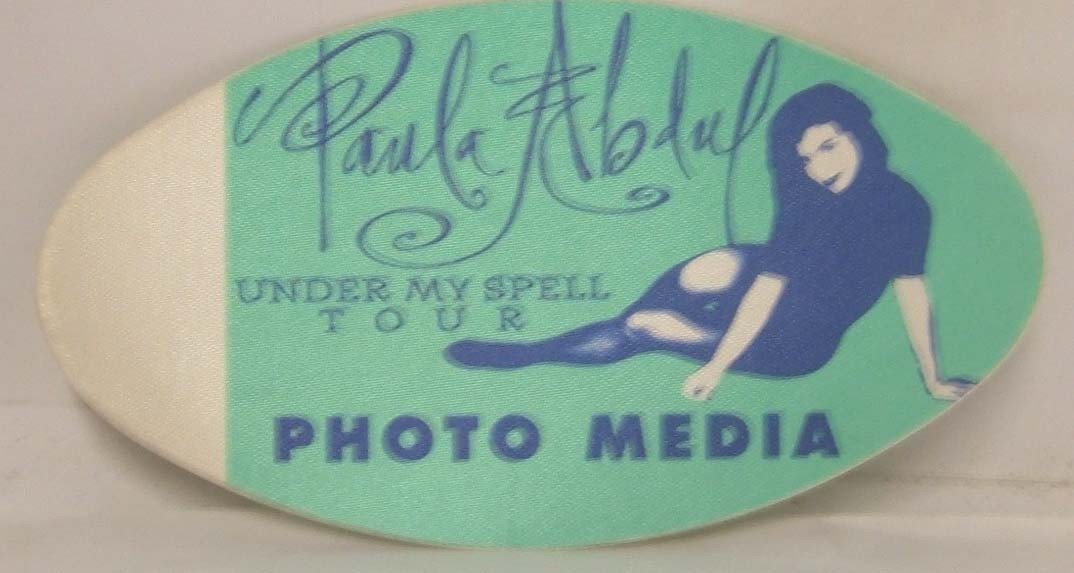 Paula Abdul
UNDER MY SPELL
TOUR
PHOTO MEDIA